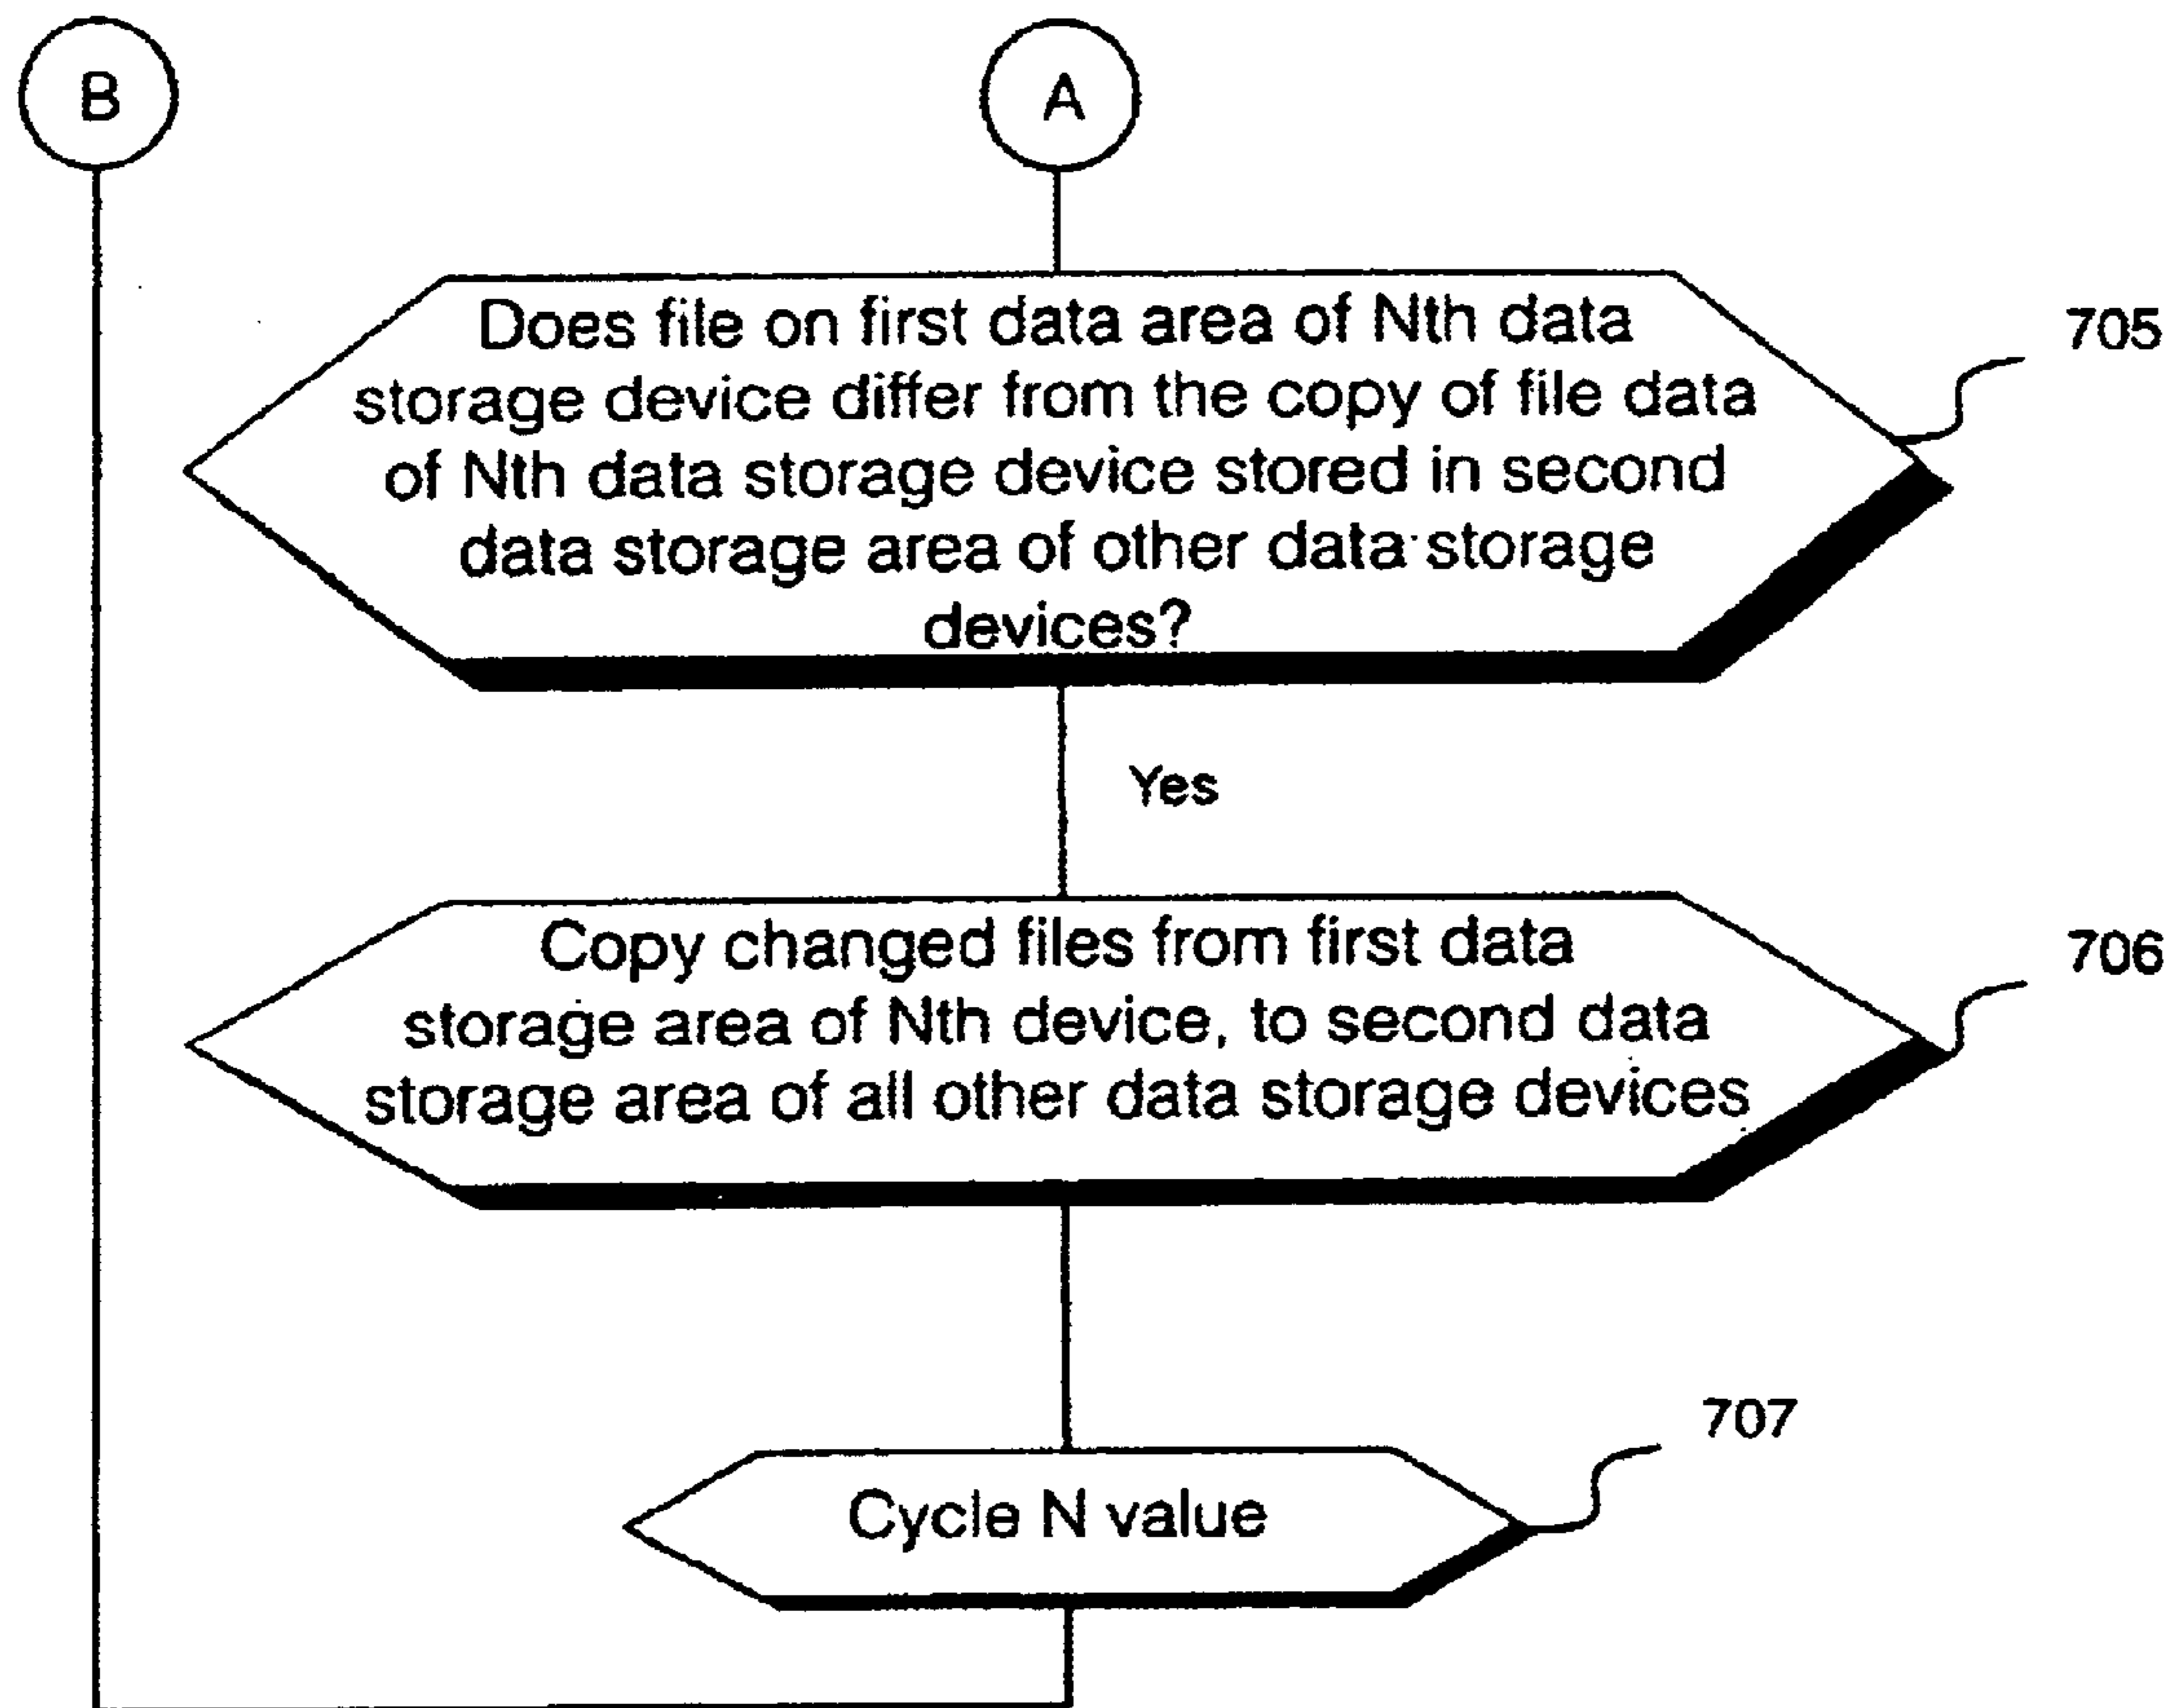 B
A
Does file on first data area of Nth data
storage device differ from the copy of file data
of Nth data storage device stored in second
data storage area of other data storage
devices?
705
Yes
Copy changed files from first data
storage area of Nth device, to second data
storage area of all other data storage devices
706
Cycle N value
707